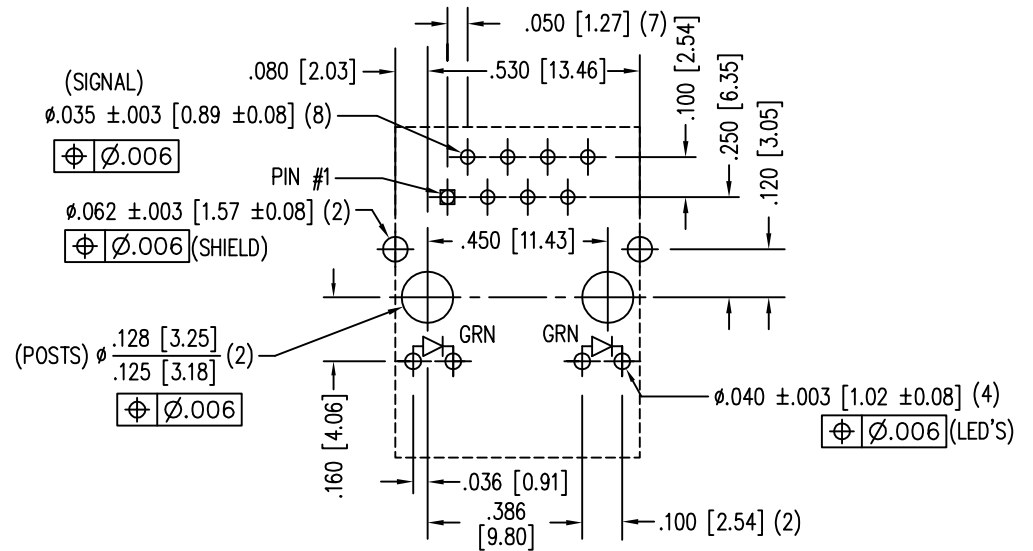 .050 [1.27] (7)
.080 [2.03]
.530 [13.46]
.100 [2.54]
.250 [6.35]
.120 [3.05]
(SIGNAL)
ø.035 ±.003 [0.89 ±0.08] (8)
⌖ Ø.006
PIN #1
ø.062 ±.003 [1.57 ±0.08] (2)
⌖ Ø.006 (SHIELD)
.450 [11.43]
GRN
GRN
(POSTS) ø .128 [3.25] (2)
.125 [3.18]
⌖ Ø.006
ø.040 ±.003 [1.02 ±0.08] (4)
⌖ Ø.006 (LED'S)
.160 [4.06]
.036 [0.91]
.386
[9.80]
.100 [2.54] (2)